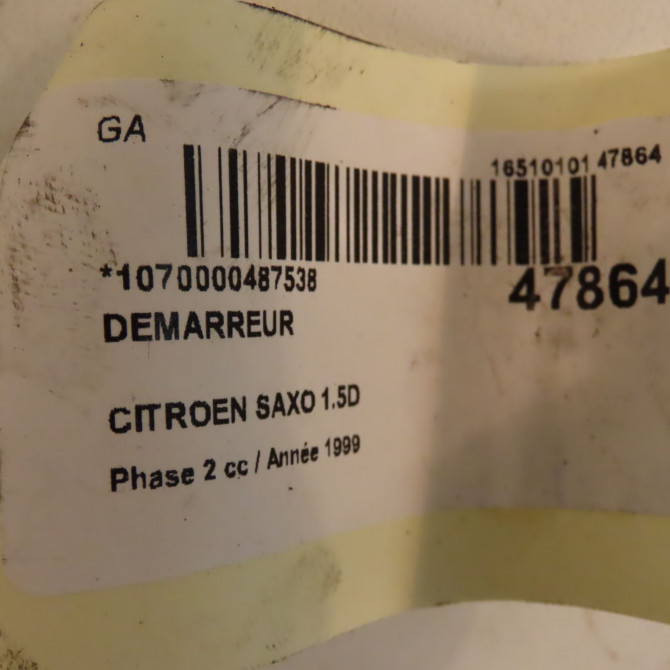 GA
16510101 47864
*1070000487538
47864
DEMARREUR
CITROEN SAXO 1.5D
Phase 2 cc / Année 1999